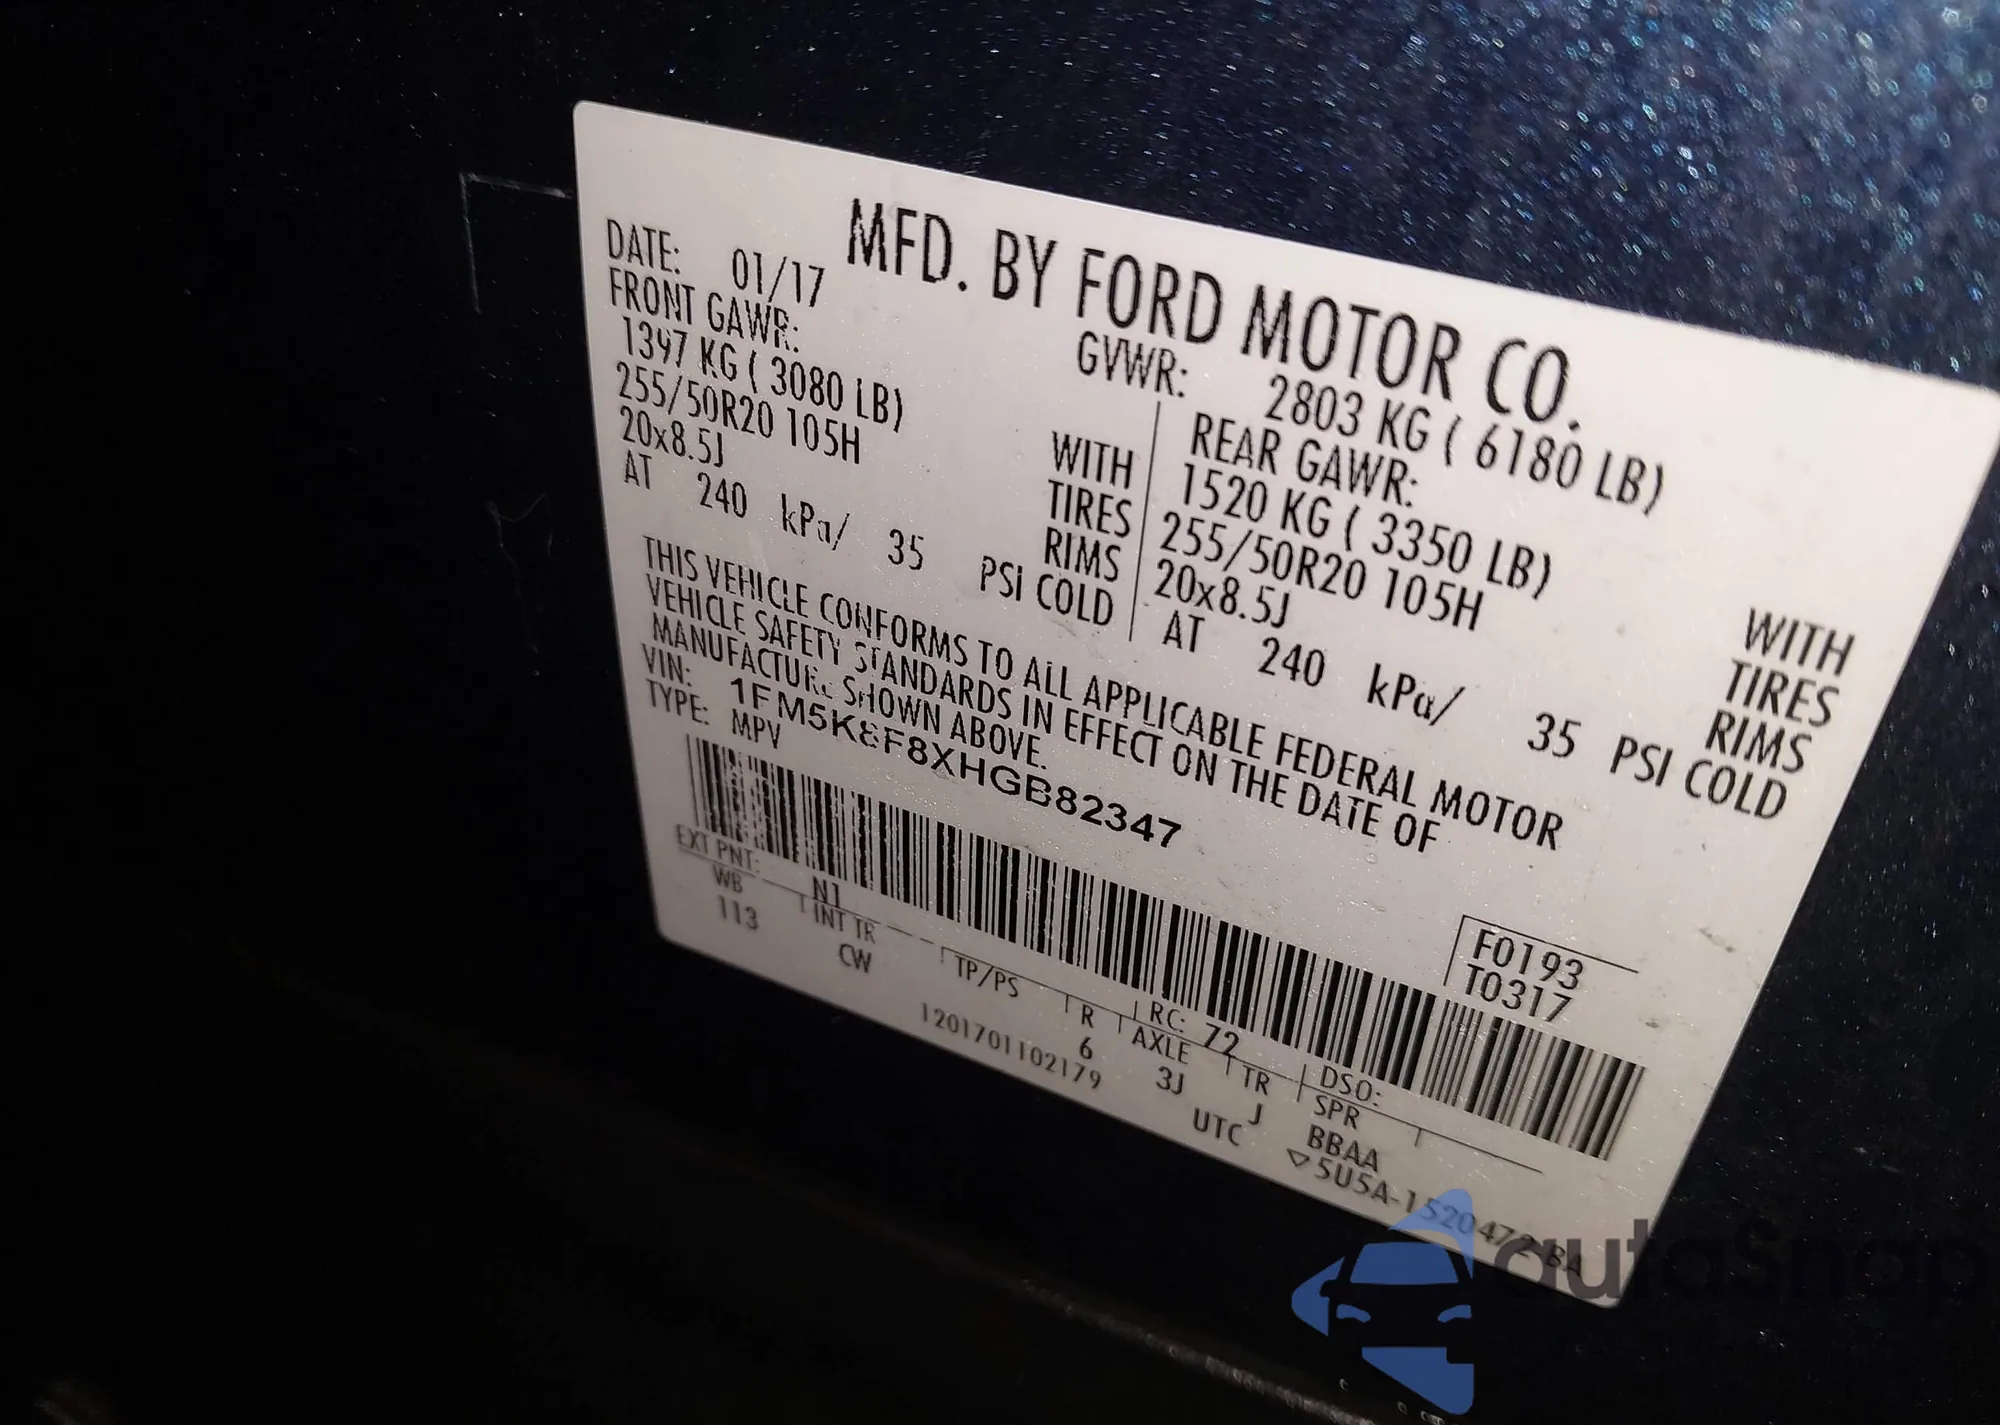 MFD. BY FORD MOTOR CO.
DATE: 01/17
GVWR: 2803 KG ( 6180 LB)
FRONT GAWR:
1397 KG ( 3080 LB) WITH
255/50R20 105H TIRES
20x8.5J RIMS
AT 240 kPa/ 35 PSI COLD
REAR GAWR:
1520 KG ( 3350 LB) WITH
255/50R20 105H TIRES
20x8.5J RIMS
AT 240 kPa/ 35 PSI COLD
THIS VEHICLE CONFORMS TO ALL APPLICABLE FEDERAL MOTOR
VEHICLE SAFETY STANDARDS IN EFFECT ON THE DATE OF
MANUFACTURE SHOWN ABOVE.
VIN: 1FM5K8F8XHGB82347
TYPE: MPV
F0193
T0317
EXT PNT: N1 RC: 72 DSO:
WB INT TR TP/PS R AXLE TR SPR
113 CW 6 3J J BBAA
1201701102179 UTC ▽5U5A-1520472-BA
autaSnap